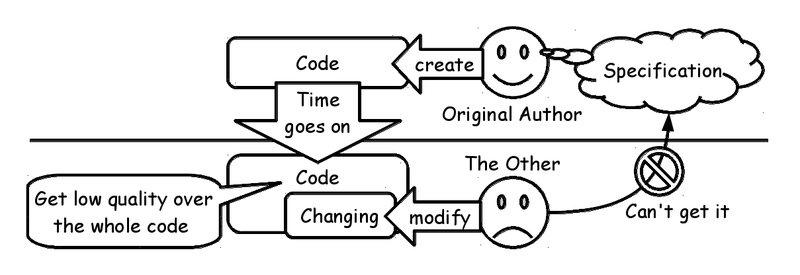 Code
create
Specification
Time
goes on
Original Author
The Other
Code
Get low quality over
the whole code
Changing
modify
Can't get it